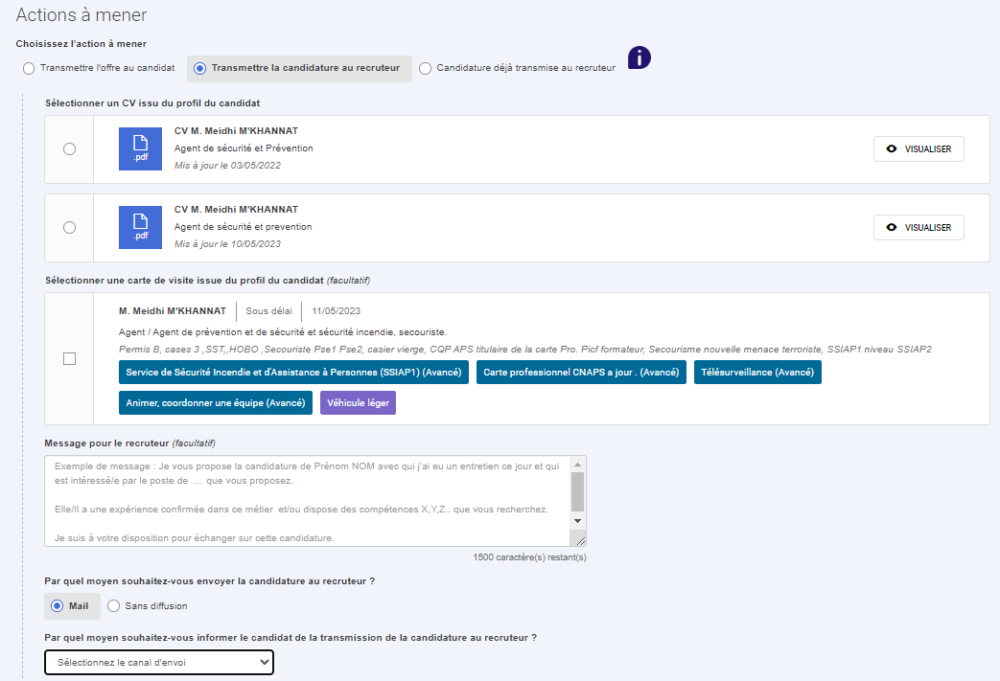 Actions à mener
Choisissez l'action à mener
Transmettre l'offre au candidat
Transmettre la candidature au recruteur
Candidature déjà transmise au recruteur
i
Sélectionner un CV issu du profil du candidat
.pdf
CV M. Meidhi M'KHANNAT
Agent de sécurité et Prévention
Mis à jour le 03/05/2022
VISUALISER
.pdf
CV M. Meidhi M'KHANNAT
Agent de sécurité et prevention
Mis à jour le 10/05/2023
VISUALISER
Sélectionner une carte de visite issue du profil du candidat (facultatif)
M. Meidhi M'KHANNAT Sous délai 11/05/2023
Agent / Agent de prévention et de sécurité et sécurité incendie, secouriste.
Permis B, cases 3 ,SST,,HOBO ,Secouriste Pse1 Pse2, casier vierge, CQP APS titulaire de la carte Pro. Picf formateur, Secourisme nouvelle menace terroriste, SSIAP1 niveau SSIAP2
Service de Sécurité Incendie et d'Assistance à Personnes (SSIAP1) (Avancé)
Carte professionnel CNAPS a jour . (Avancé)
Télésurveillance (Avancé)
Animer, coordonner une équipe (Avancé)
Véhicule léger
Message pour le recruteur (facultatif)
Exemple de message : Je vous propose la candidature de Prénom NOM avec qui j'ai eu un entretien ce jour et qui
est intéressé/e par le poste de … que vous proposez.
Elle/Il a une expérience confirmée dans ce métier et/ou dispose des compétences X,Y,Z.. que vous recherchez.
Je suis à votre disposition pour échanger sur cette candidature.
1500 caractère(s) restant(s)
Par quel moyen souhaitez-vous envoyer la candidature au recruteur ?
Mail
Sans diffusion
Par quel moyen souhaitez-vous informer le candidat de la transmission de la candidature au recruteur ?
Sélectionnez le canal d'envoi